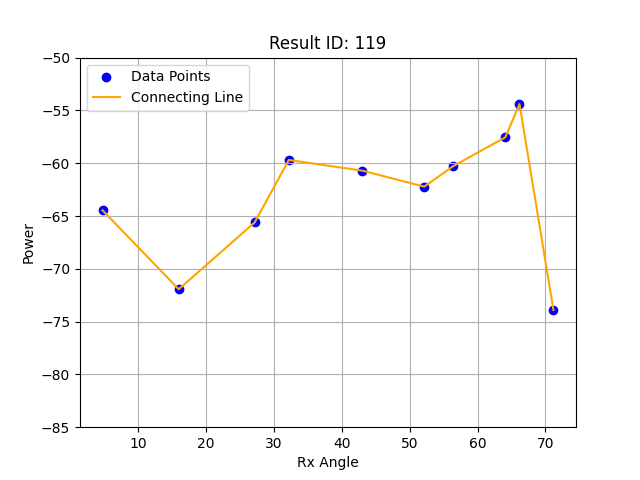 Result ID: 119
Data Points
Connecting Line
Power
−50
−55
−60
−65
−70
−75
−80
−85
10 20 30 40 50 60 70
Rx Angle